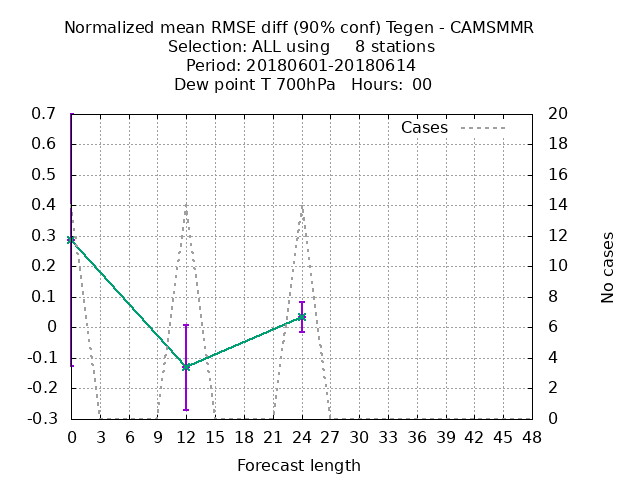 Normalized mean RMSE diff (90% conf) Tegen - CAMSMMR
Selection: ALL using     8 stations
Period: 20180601-20180614
Dew point T 700hPa   Hours:  00
Cases
0.7
0.6
0.5
0.4
0.3
0.2
0.1
0
-0.1
-0.2
-0.3
20
18
16
14
12
10
8
6
4
2
0
No cases
0 3 6 9 12 15 18 21 24 27 30 33 36 39 42 45 48
Forecast length